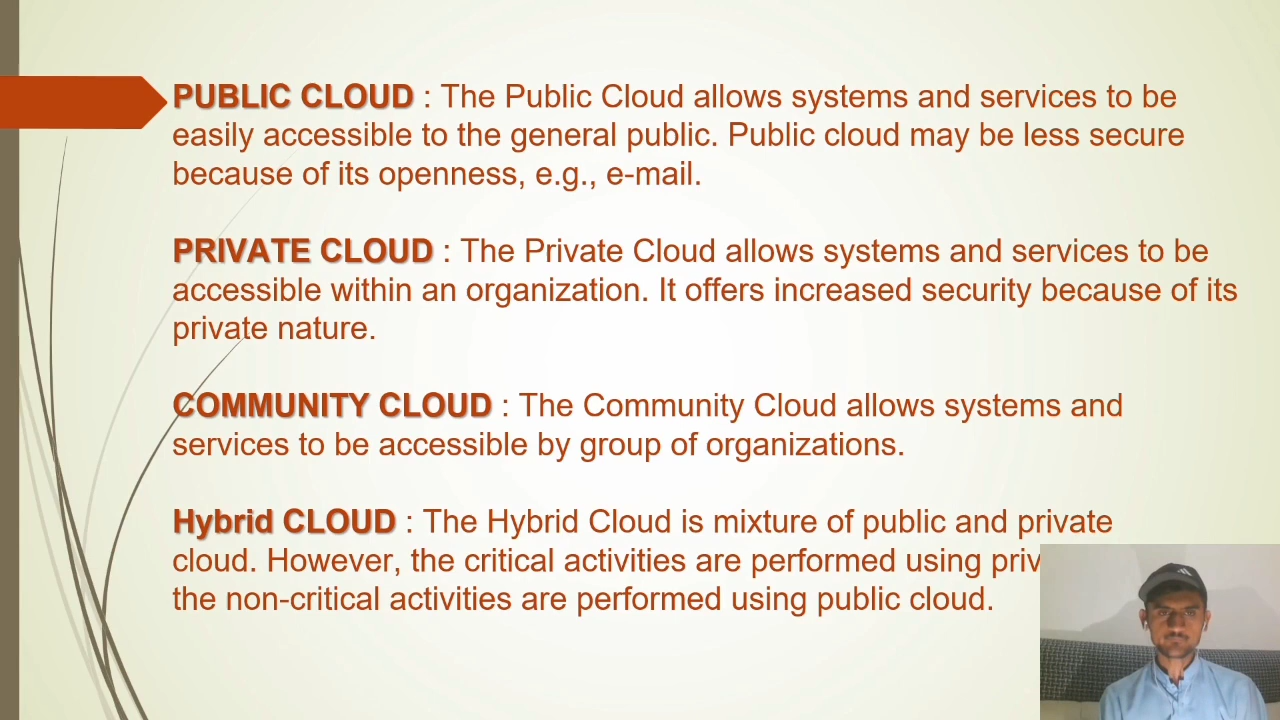 PUBLIC CLOUD : The Public Cloud allows systems and services to be
easily accessible to the general public. Public cloud may be less secure
because of its openness, e.g., e-mail.
PRIVATE CLOUD : The Private Cloud allows systems and services to be
accessible within an organization. It offers increased security because of its
private nature.
COMMUNITY CLOUD : The Community Cloud allows systems and
services to be accessible by group of organizations.
Hybrid CLOUD : The Hybrid Cloud is mixture of public and private
cloud. However, the critical activities are performed using
the non-critical activities are performed using public cloud.